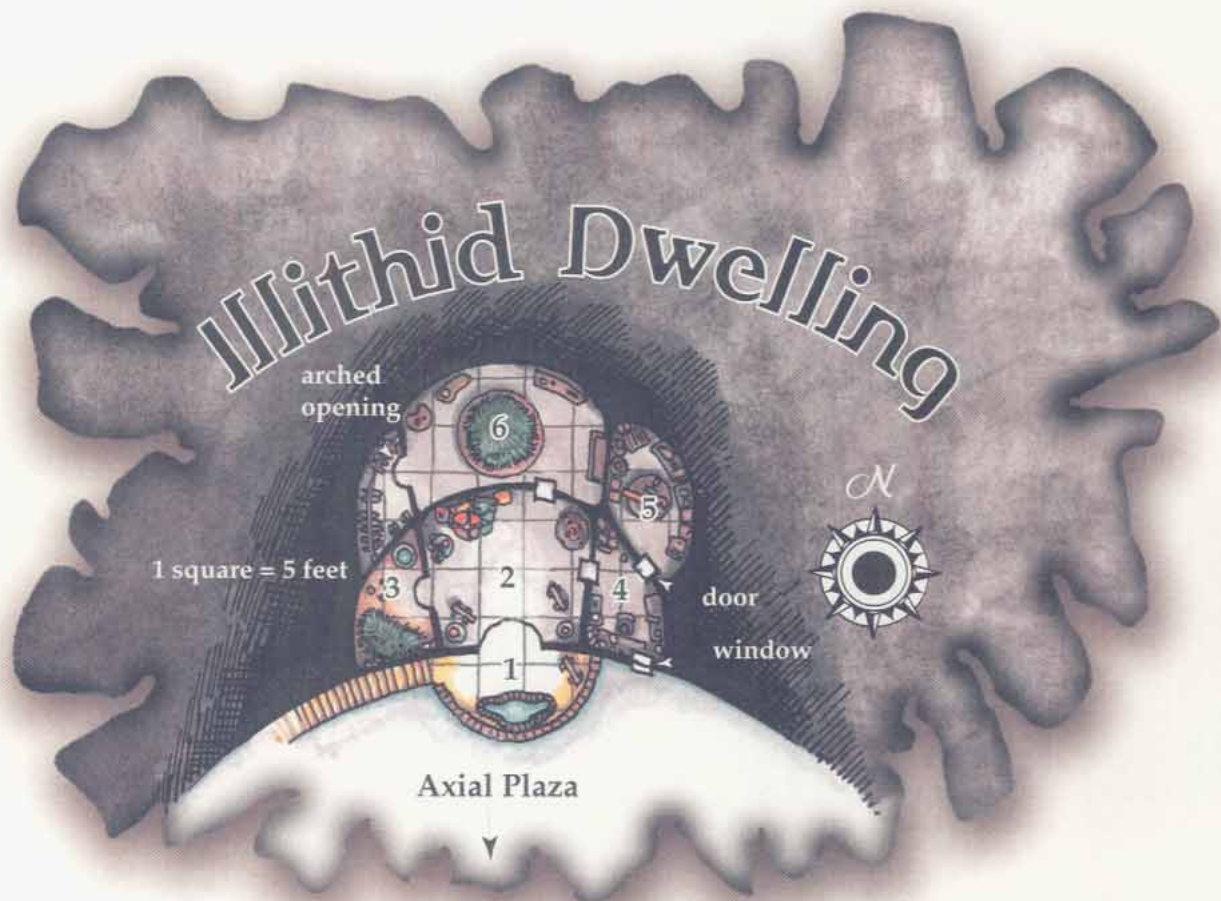 Illithid Dwelling
arched
opening
6
N
5
1 square = 5 feet
3
2
4
door
window
1
Axial Plaza